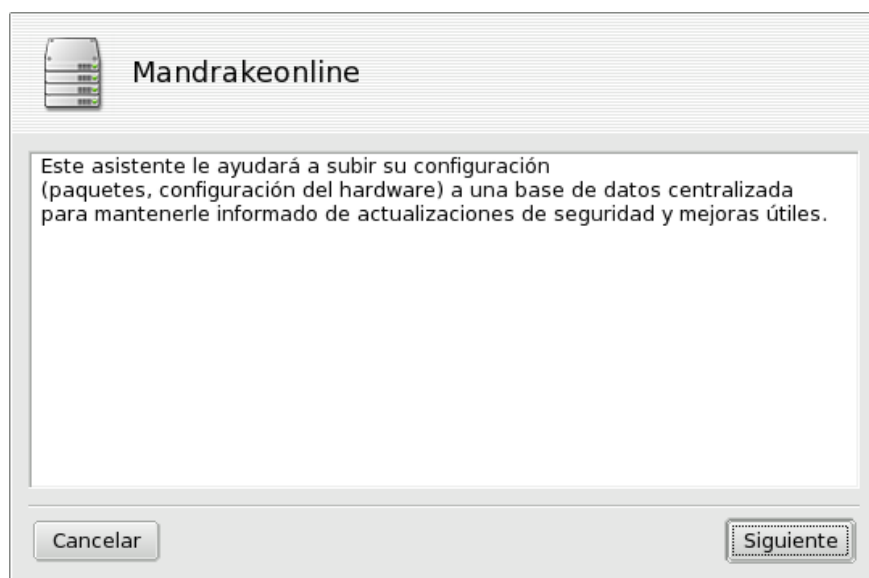 Mandrakeonline
Este asistente le ayudará a subir su configuración
(paquetes, configuración del hardware) a una base de datos centralizada
para mantenerle informado de actualizaciones de seguridad y mejoras útiles.
Cancelar
Siguiente